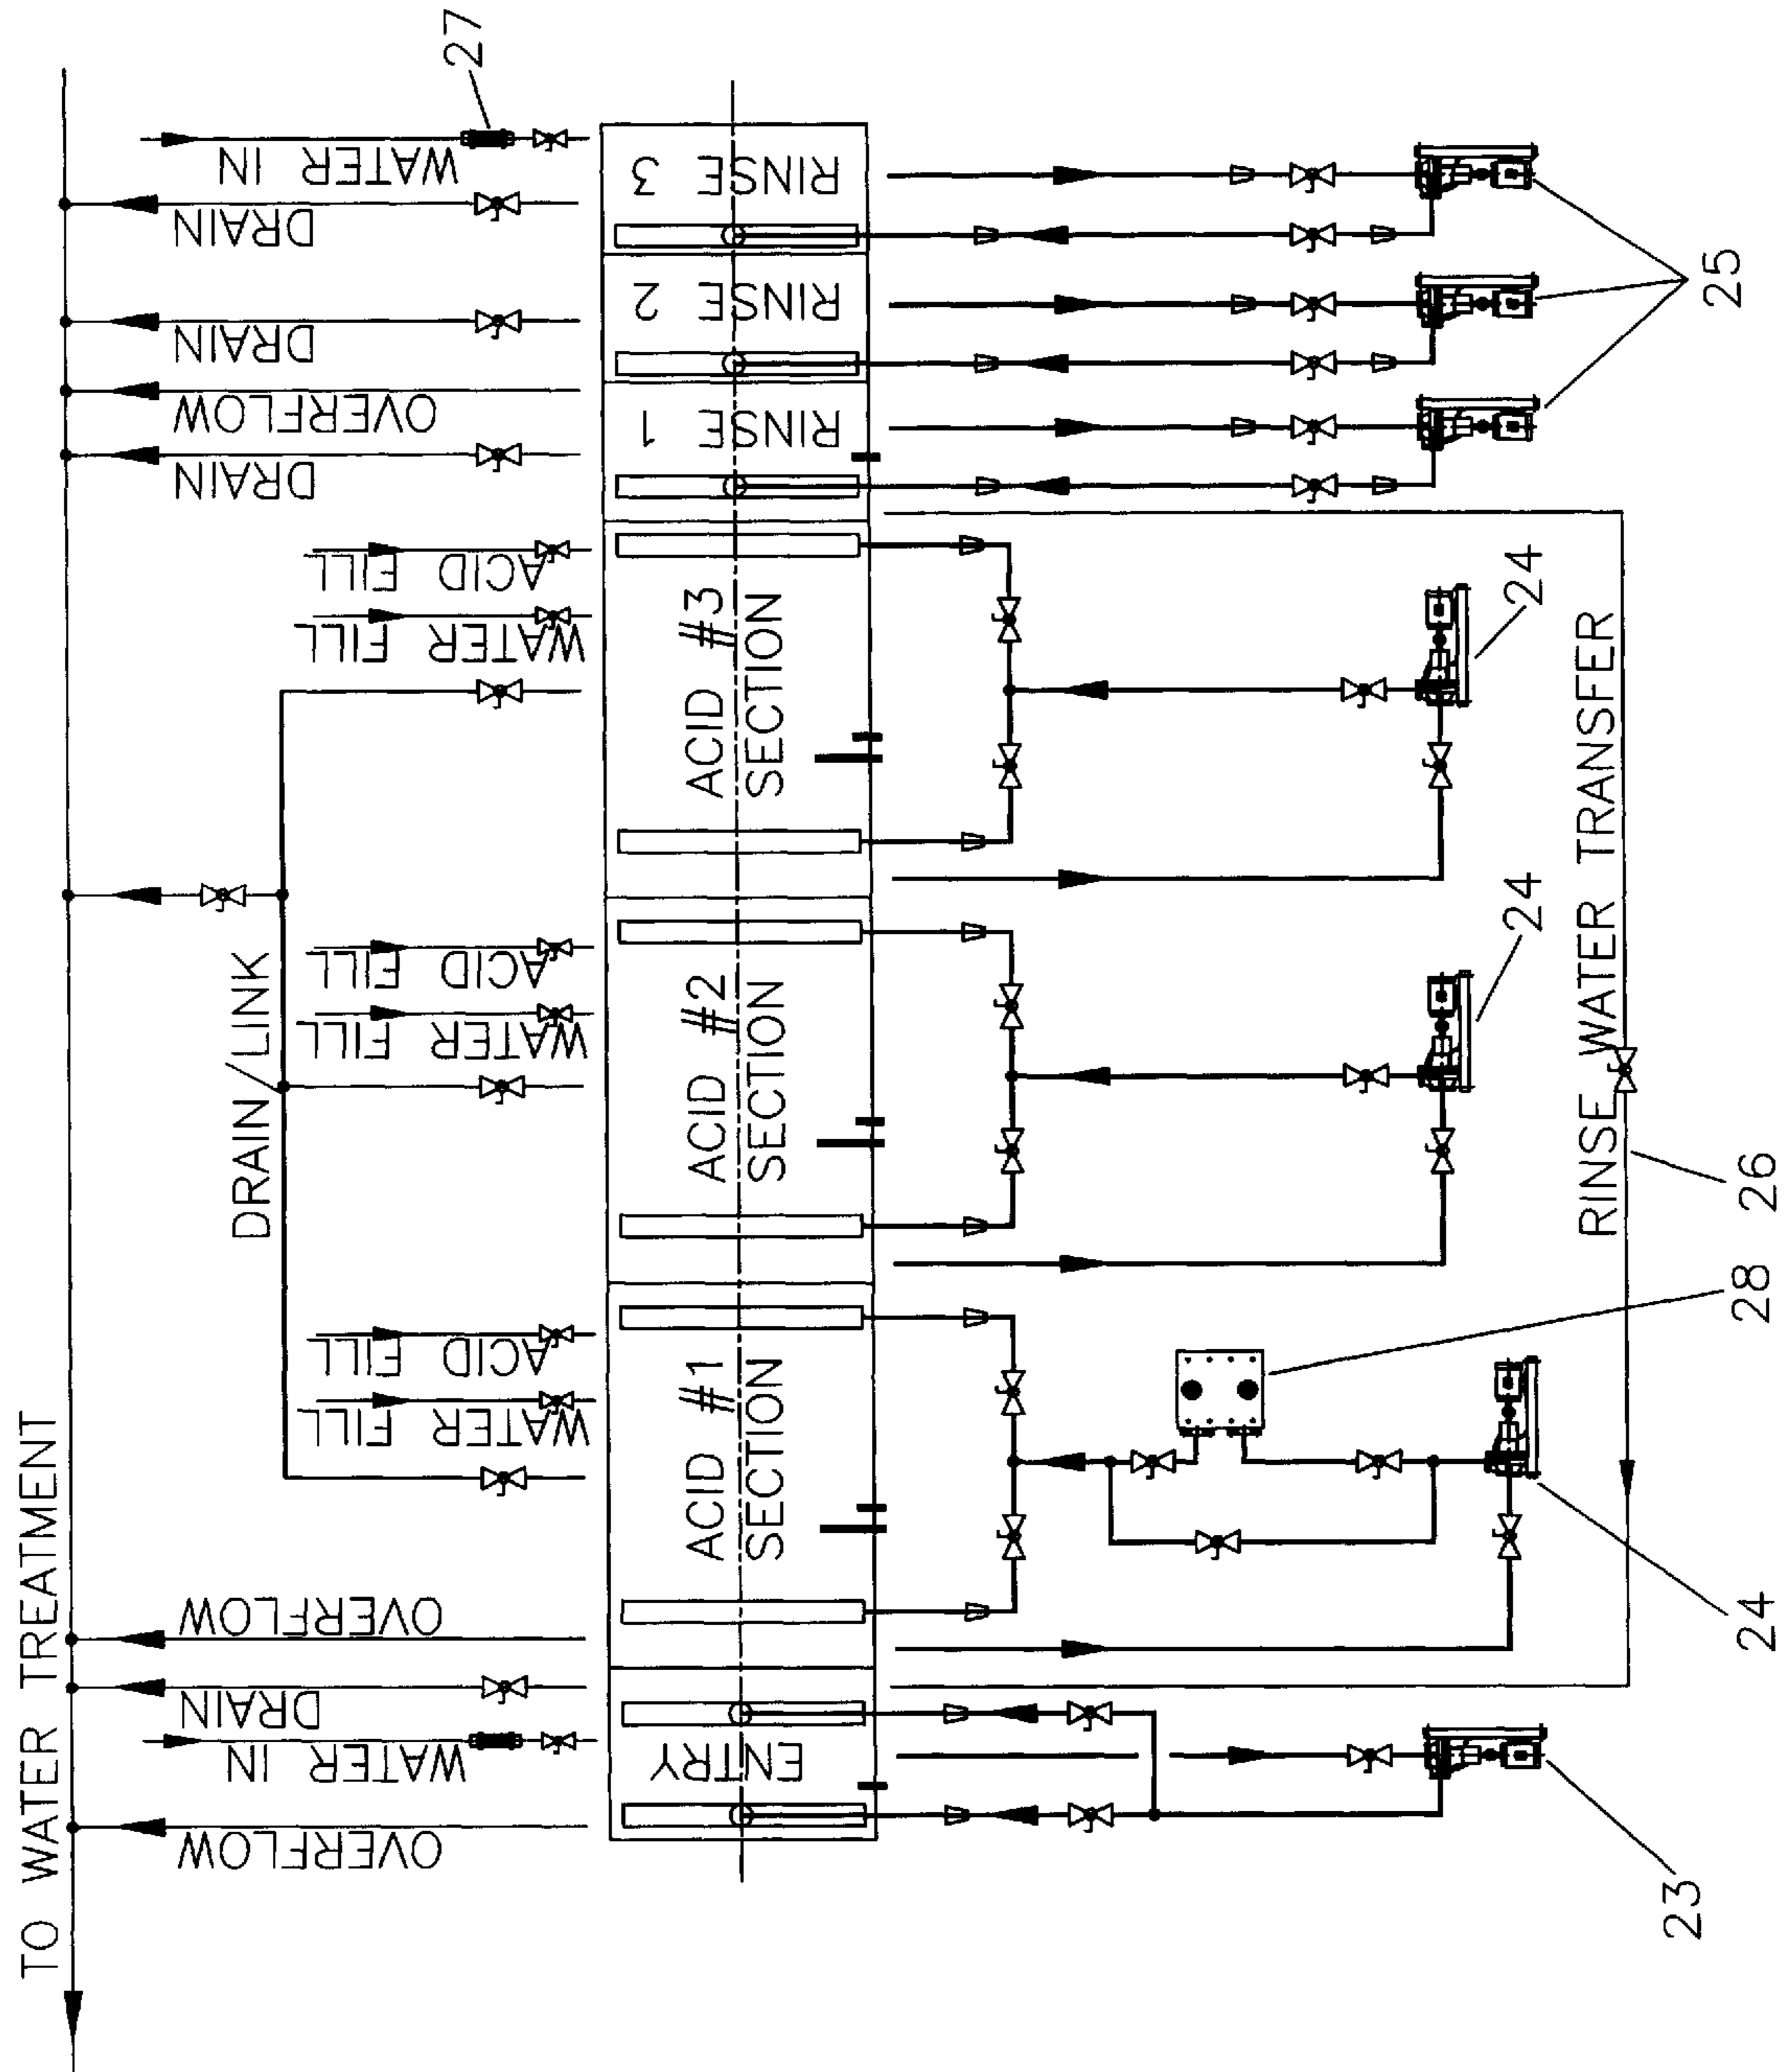 TO WATER TREATMENT
OVERFLOW
WATER IN
DRAIN
OVERFLOW
WATER FILL
ACID FILL
DRAIN/LINK
WATER FILL
ACID FILL
WATER FILL
ACID FILL
DRAIN
OVERFLOW
DRAIN
DRAIN
WATER IN
27
ENTRY
ACID #1
SECTION
ACID #2
SECTION
ACID #3
SECTION
RINSE 1
RINSE 2
RINSE 3
28
RINSE WATER TRANSFER
23
24
26
24
24
25